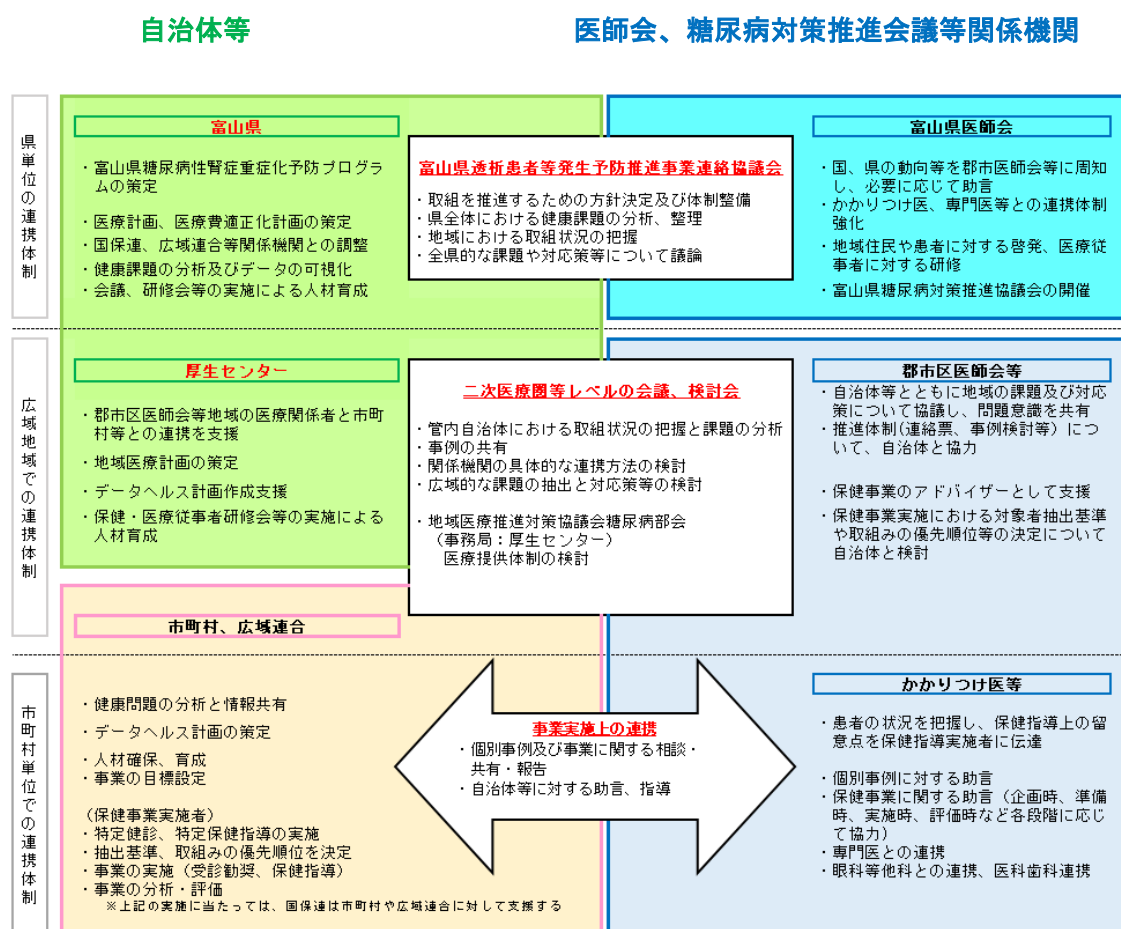 自治体等
医師会、糖尿病対策推進会議等関係機関
県単位の連携体制
富山県
・富山県糖尿病性腎症重症化予防プログラ
ムの策定
・医療計画、医療費適正化計画の策定
・国保連、広域連合等関係機関との調整
・健康課題の分析及びデータの可視化
・会議、研修会等の実施による人材育成
富山県透析患者等発生予防推進事業連絡協議会
・取組を推進するための方針決定及び体制整備
・県全体における健康課題の分析、整理
・地域における取組状況の把握
・全県的な課題や対応策等について議論
富山県医師会
・国、県の動向等を郡市医師会等に周知
し、必要に応じて助言
・かかりつけ医、専門医等との連携体制
強化
・地域住民や患者に対する啓発、医療従
事者に対する研修
・富山県糖尿病対策推進協議会の開催
広域地域での連携体制
厚生センター
・郡市区医師会等地域の医療関係者と市町
村等との連携を支援
・地域医療計画の策定
・データヘルス計画作成支援
・保健・医療従事者研修会等の実施による
人材育成
二次医療圏等レベルの会議、検討会
・管内自治体における取組状況の把握と課題の分析
・事例の共有
・関係機関の具体的な連携方法の検討
・広域的な課題の抽出と対応策等の検討
・地域医療推進対策協議会糖尿病部会
(事務局：厚生センター)
医療提供体制の検討
郡市区医師会等
・自治体等とともに地域の課題及び対応
策について協議し、問題意識を共有
・推進体制(連絡票、事例検討等）につ
いて、自治体と協力
・保健事業のアドバイザーとして支援
・保健事業実施における対象者抽出基準
や取組みの優先順位等の決定について
自治体と検討
市町村単位での連携体制
市町村、広域連合
・健康問題の分析と情報共有
・データヘルス計画の策定
・人材確保、育成
・事業の目標設定
（保健事業実施者）
・特定健診、特定保健指導の実施
・抽出基準、取組みの優先順位を決定
・事業の実施（受診勧奨、保健指導）
・事業の分析・評価
※上記の実施に当たっては、国保連は市町村や広域連合に対して支援する
事業実施上の連携
・個別事例及び事業に関する相談・
共有・報告
・自治体等に対する助言、指導
かかりつけ医等
・患者の状況を把握し、保健指導上の留
意点を保健指導実施者に伝達
・個別事例に対する助言
・保健事業に関する助言（企画時、準備
時、実施時、評価時など各段階に応じ
て協力）
・専門医との連携
・眼科等他科との連携、医科歯科連携